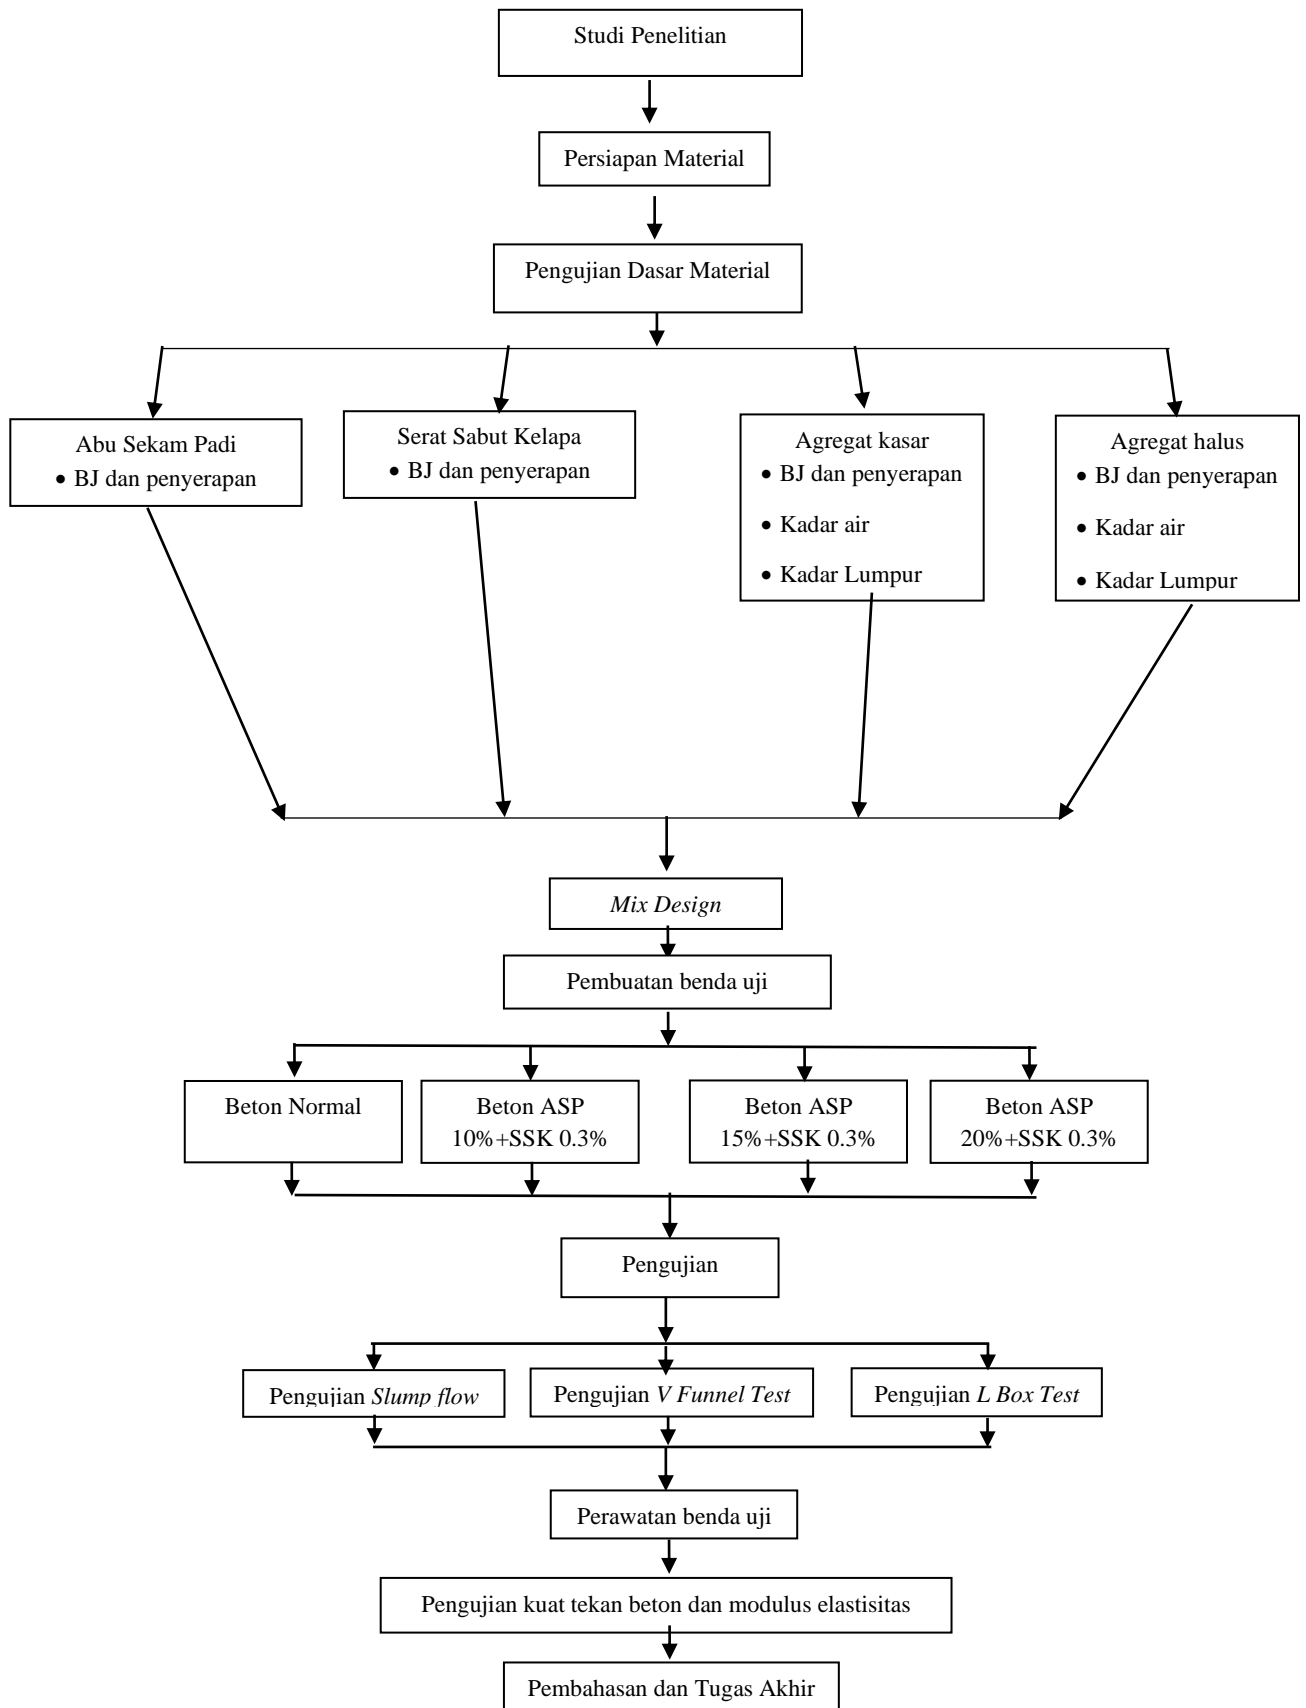 Studi Penelitian
Persiapan Material
Pengujian Dasar Material
Abu Sekam Padi
• BJ dan penyerapan
Serat Sabut Kelapa
• BJ dan penyerapan
Agregat kasar
• BJ dan penyerapan
• Kadar air
• Kadar Lumpur
Agregat halus
• BJ dan penyerapan
• Kadar air
• Kadar Lumpur
Mix Design
Pembuatan benda uji
Beton Normal
Beton ASP
10%+SSK 0.3%
Beton ASP
15%+SSK 0.3%
Beton ASP
20%+SSK 0.3%
Pengujian
Pengujian Slump flow
Pengujian V Funnel Test
Pengujian L Box Test
Perawatan benda uji
Pengujian kuat tekan beton dan modulus elastisitas
Pembahasan dan Tugas Akhir